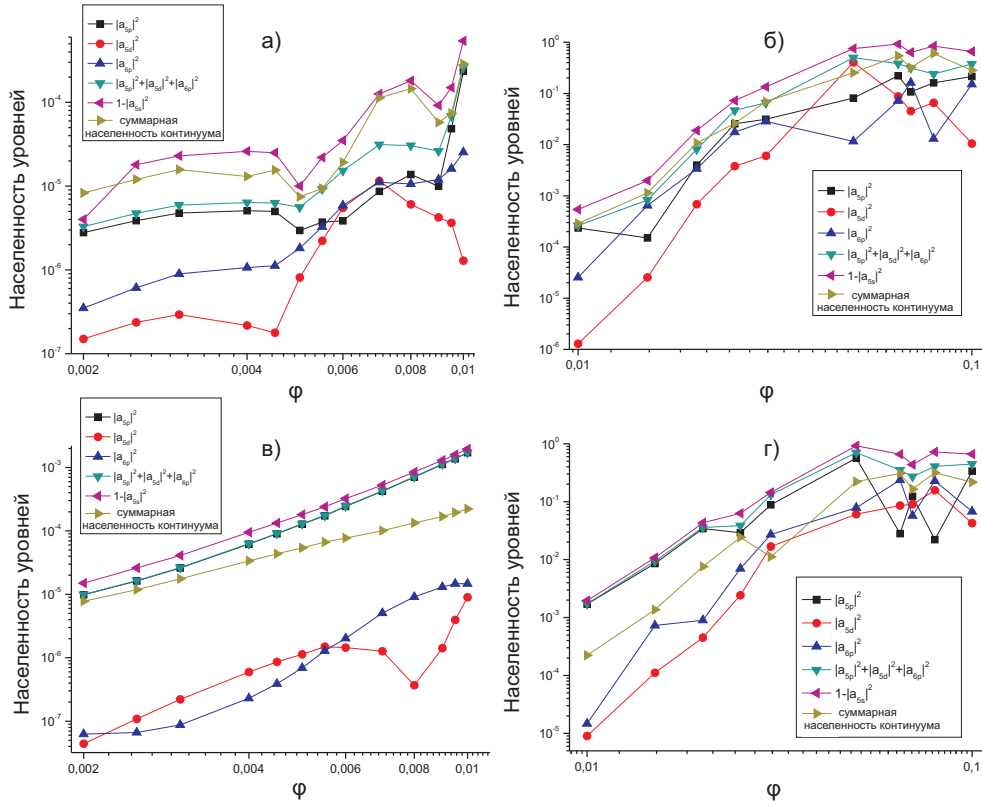 а)
|a5p|^2
|a5d|^2
|a6p|^2
|a5p|^2+|a5d|^2+|a6p|^2
1-|a5s|^2
суммарная
населенность континуума
Населенность уровней
10^-4
10^-5
10^-6
10^-7
0,002 0,004 0,006 0,008 0,01
φ
б)
Населенность уровней
10^0
10^-1
10^-2
10^-3
10^-4
10^-5
10^-6
|a5p|^2
|a5d|^2
|a6p|^2
|a5p|^2+|a5d|^2+|a6p|^2
1-|a5s|^2
суммарная
населенность континуума
0,01 0,1
φ
в)
|a5p|^2
|a5d|^2
|a6p|^2
|a5p|^2+|a5d|^2+|a6p|^2
1-|a5s|^2
суммарная
населенность континуума
Населенность уровней
10^-3
10^-4
10^-5
10^-6
10^-7
0,002 0,004 0,006 0,008 0,01
φ
г)
Населенность уровней
10^0
10^-1
10^-2
10^-3
10^-4
10^-5
|a5p|^2
|a5d|^2
|a6p|^2
|a5p|^2+|a5d|^2+|a6p|^2
1-|a5s|^2
суммарная
населенность континуума
0,01 0,1
φ